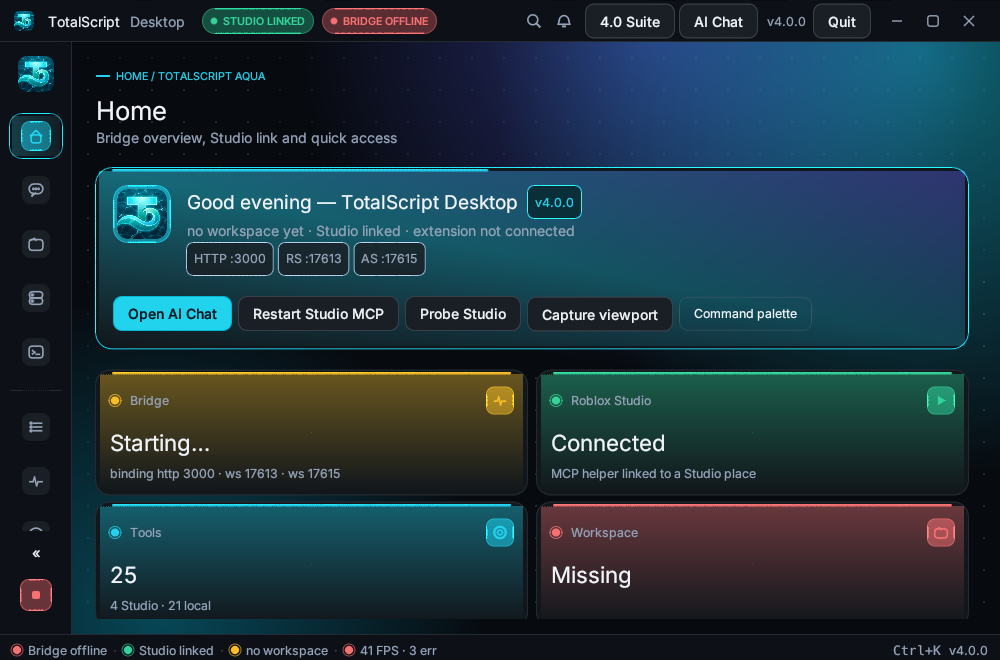 TotalScript Desktop STUDIO LINKED BRIDGE OFFLINE 4.0 Suite AI Chat v4.0.0 Quit
HOME / TOTALSCRIPT AQUA
Home
Bridge overview, Studio link and quick access
Good evening — TotalScript Desktop v4.0.0
no workspace yet · Studio linked · extension not connected
HTTP :3000 RS :17613 AS :17615
Open AI Chat Restart Studio MCP Probe Studio Capture viewport Command palette
Bridge
Starting...
binding http 3000 · ws 17613 · ws 17615
Roblox Studio
Connected
MCP helper linked to a Studio place
Tools
25
4 Studio · 21 local
Workspace
Missing
«
Bridge offline · Studio linked · no workspace · 41 FPS · 3 err Ctrl+K v4.0.0